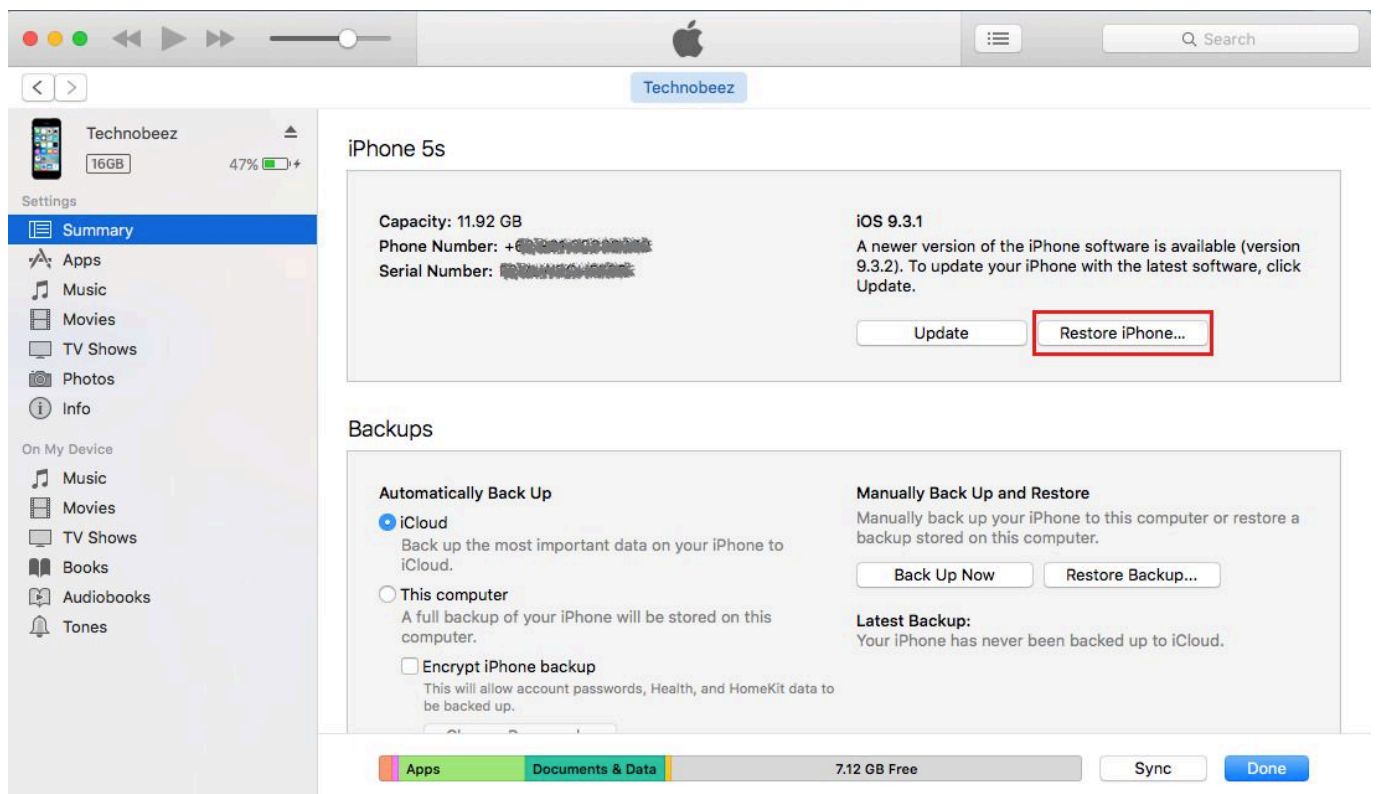 Search
Technobeez
Technobeez
16GB
47%
Settings
Summary
Apps
Music
Movies
TV Shows
Photos
Info
On My Device
Music
Movies
TV Shows
Books
Audiobooks
Tones
iPhone 5s
Capacity: 11.92 GB
Phone Number:
Serial Number:
iOS 9.3.1
A newer version of the iPhone software is available (version
9.3.2). To update your iPhone with the latest software, click
Update.
Update
Restore iPhone...
Backups
Automatically Back Up
iCloud
Back up the most important data on your iPhone to
iCloud.
This computer
A full backup of your iPhone will be stored on this
computer.
Encrypt iPhone backup
This will allow account passwords, Health, and HomeKit data to
be backed up.
Manually Back Up and Restore
Manually back up your iPhone to this computer or restore a
backup stored on this computer.
Back Up Now
Restore Backup...
Latest Backup:
Your iPhone has never been backed up to iCloud.
Apps
Documents & Data
7.12 GB Free
Sync
Done